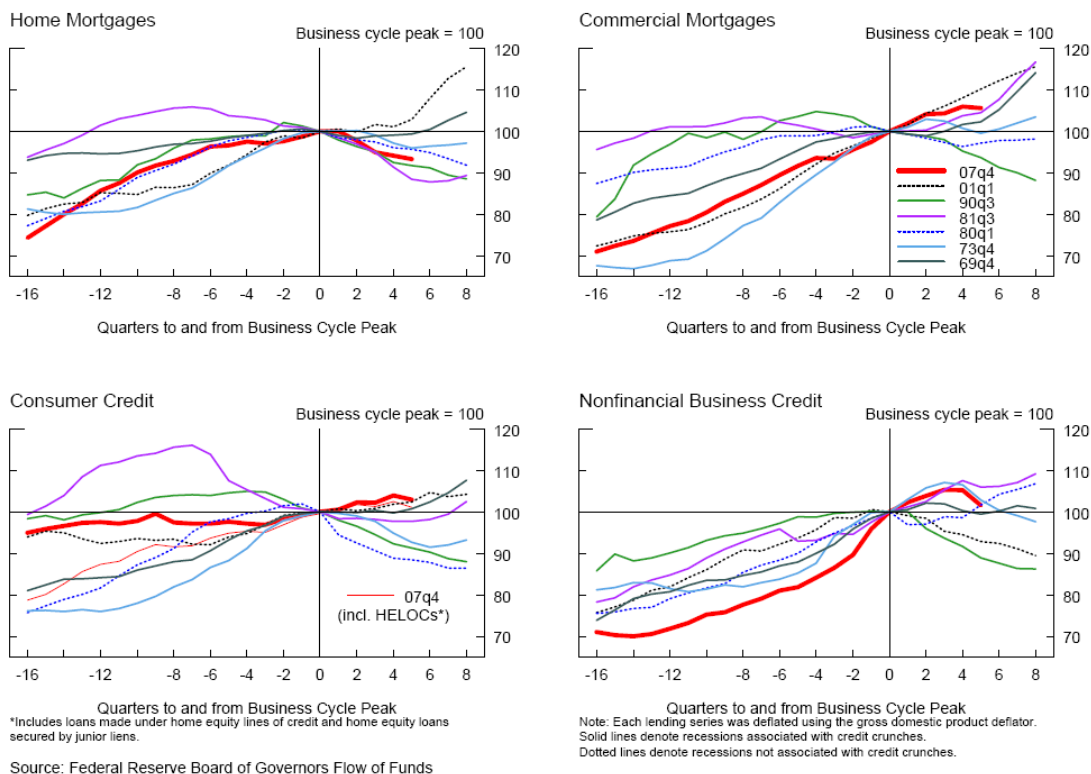 Home Mortgages
Business cycle peak = 100
120
110
100
90
80
70
-16 -12 -8 -4 -2 0 2 4 6 8
Quarters to and from Business Cycle Peak
Commercial Mortgages
Business cycle peak = 100
120
110
100
90
80
70
07q4
01q1
90q3
81q3
80q1
73q4
69q4
-16 -12 -8 -4 -2 0 2 4 6 8
Quarters to and from Business Cycle Peak
Consumer Credit
Business cycle peak = 100
120
110
100
90
80
70
07q4
(incl. HELOCs*)
-16 -12 -8 -4 -2 0 2 4 6 8
Quarters to and from Business Cycle Peak
*Includes loans made under home equity lines of credit and home equity loans
secured by junior liens.
Source: Federal Reserve Board of Governors Flow of Funds
Nonfinancial Business Credit
Business cycle peak = 100
120
110
100
90
80
70
-16 -12 -8 -4 -2 0 2 4 6 8
Quarters to and from Business Cycle Peak
Note: Each lending series was deflated using the gross domestic product deflator.
Solid lines denote recessions associated with credit crunches.
Dotted lines denote recessions not associated with credit crunches.